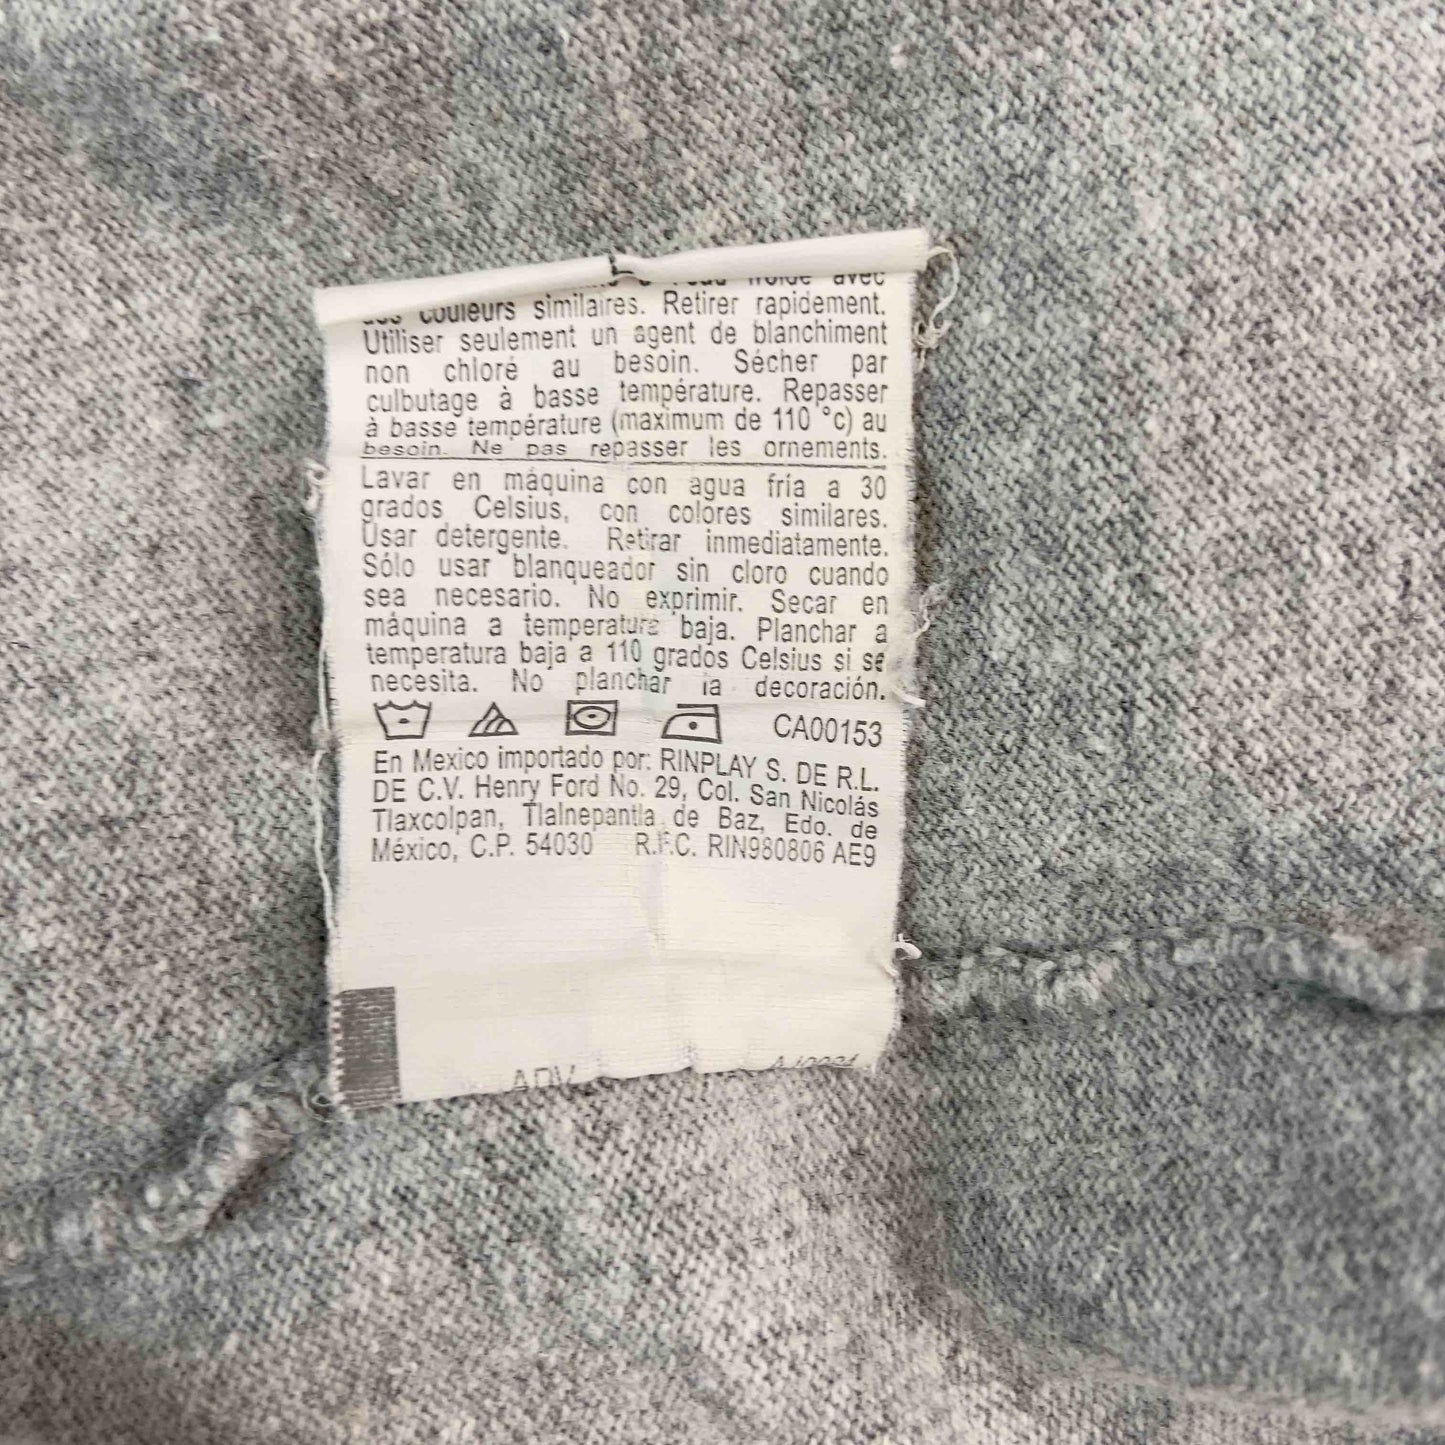 l'eau froide avec
des couleurs similaires. Retirer rapidement.
Utiliser seulement un agent de blanchiment
non chloré au besoin. Sécher par
culbutage à basse température. Repasser
à basse température (maximum de 110 °c) au
besoin. Ne pas repasser les ornements.
Lavar en máquina con agua fría a 30
grados Celsius, con colores similares.
Usar detergente. Retirar inmediatamente.
Sólo usar blanqueador sin cloro cuando
sea necesario. No exprimir. Secar en
máquina a temperatura baja. Planchar a
temperatura baja a 110 grados Celsius si se
necesita. No planchar la decoración.
CA00153
En Mexico importado por: RINPLAY S. DE R.L.
DE C.V. Henry Ford No. 29, Col. San Nicolás
Tlaxcolpan, Tlalnepantla de Baz, Edo. de
México, C.P. 54030 R.F.C. RIN980806 AE9